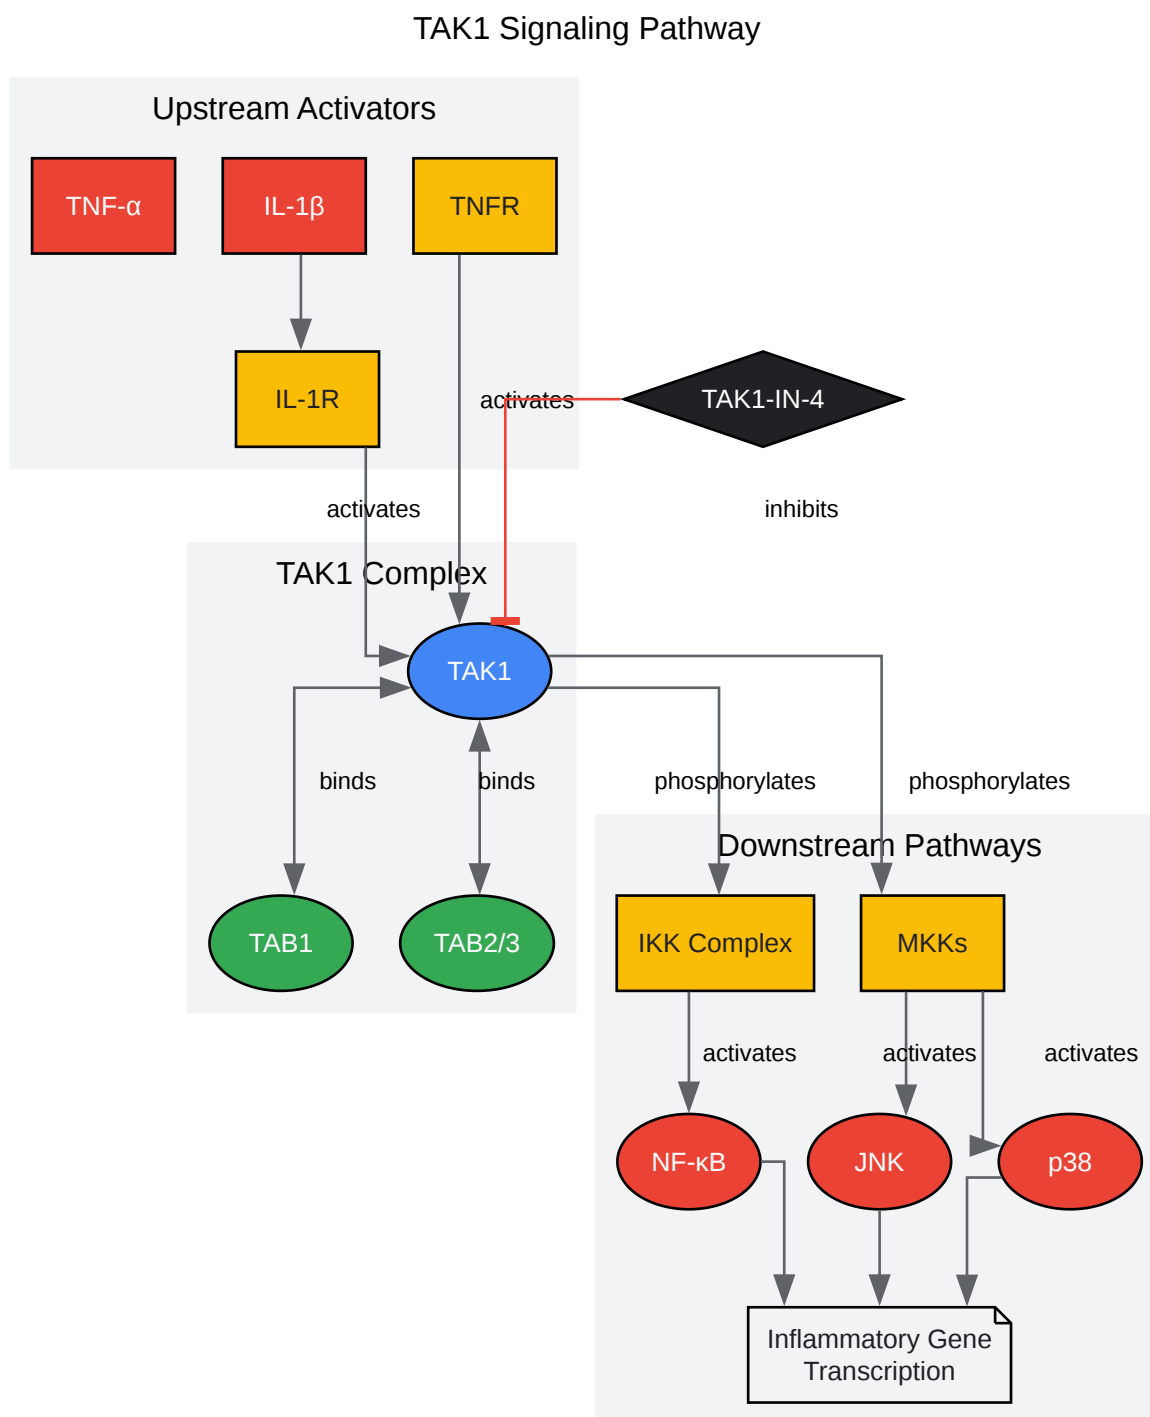 TAK1 Signaling Pathway
Upstream Activators
TNF-α
IL-1β
TNFR
IL-1R
activates
TAK1-IN-4
activates
inhibits
TAK1 Complex
TAK1
binds
binds
phosphorylates
phosphorylates
Downstream Pathways
TAB1
TAB2/3
IKK Complex
MKKs
activates
activates
activates
NF-κB
JNK
p38
Inflammatory Gene
Transcription